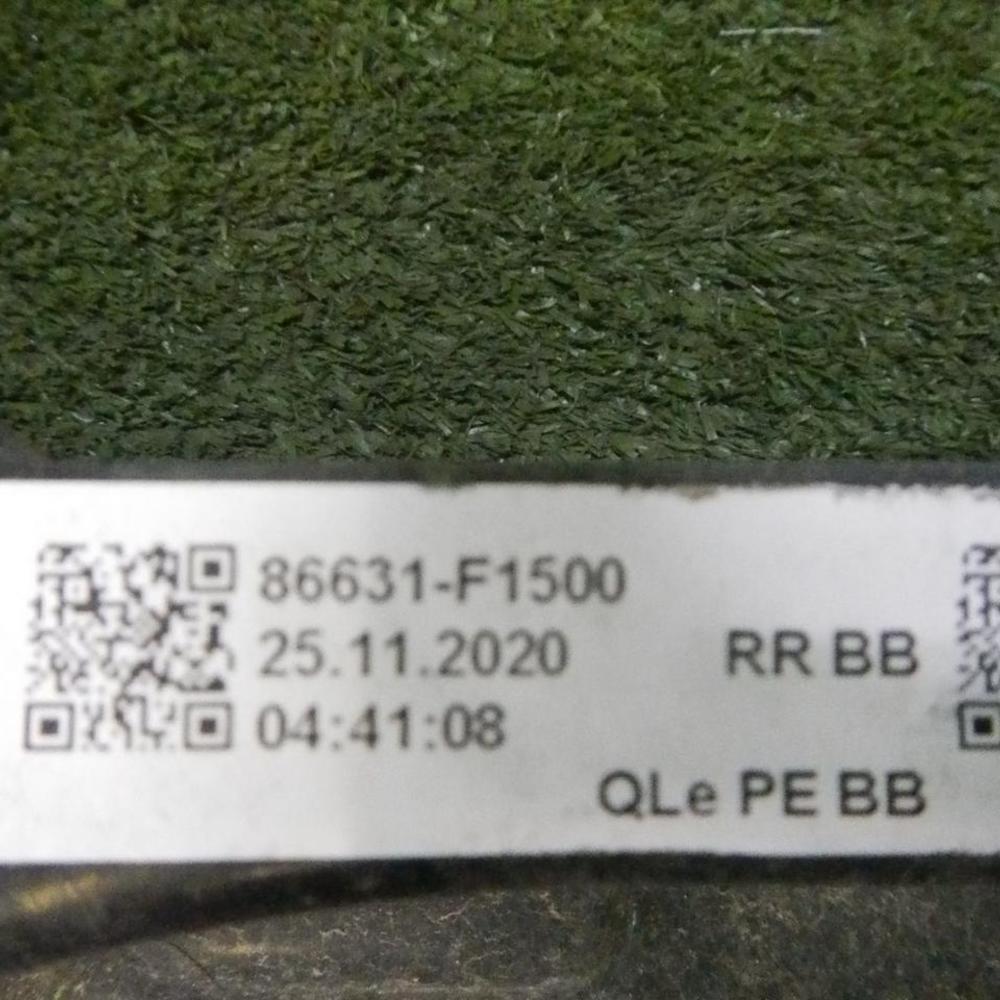 86631-F1500
25.11.2020 RR BB
04:41:08
QLe PE BB